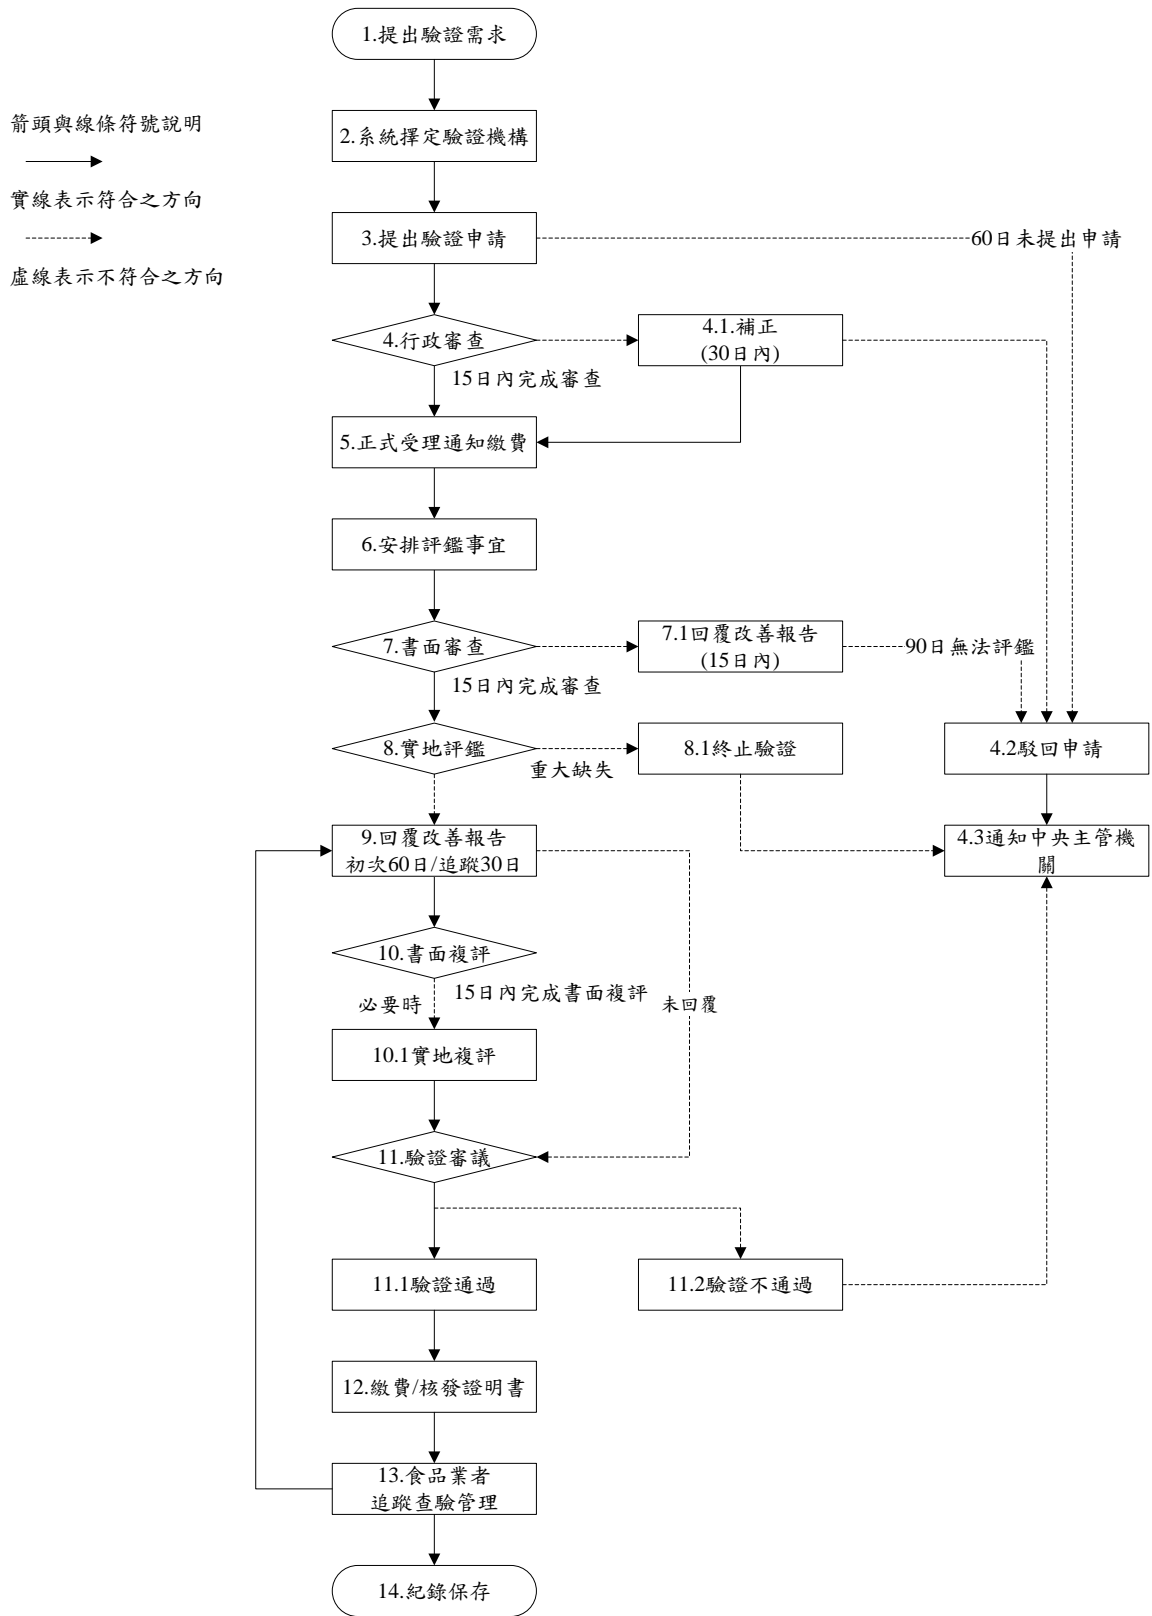 1.提出驗證需求
箭頭與線條符號說明
實線表示符合之方向
虛線表示不符合之方向
2.系統擇定驗證機構
3.提出驗證申請
60日未提出申請
4.行政審查
4.1.補正
(30日內)
15日內完成審查
5.正式受理通知繳費
6.安排評鑑事宜
7.書面審查
7.1回覆改善報告
(15日內)
90日無法評鑑
15日內完成審查
8.實地評鑑
重大缺失
8.1終止驗證
4.2駁回申請
9.回覆改善報告
初次60日/追蹤30日
4.3通知中央主管機
關
10.書面複評
15日內完成書面複評
必要時
未回覆
10.1實地複評
11.驗證審議
11.1驗證通過
11.2驗證不通過
12.繳費/核發證明書
13.食品業者
追蹤查驗管理
14.紀錄保存